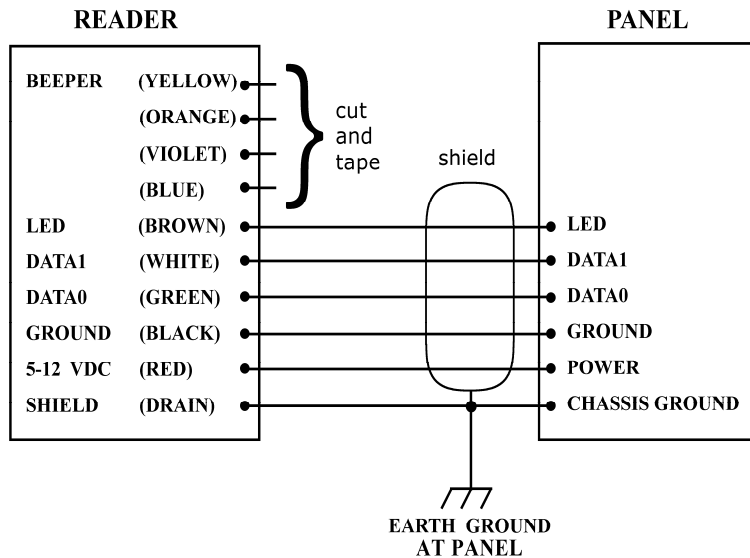 READER
PANEL
BEEPER (YELLOW)
(ORANGE)
(VIOLET)
(BLUE)
cut
and
tape
shield
LED (BROWN)
LED
DATA1 (WHITE)
DATA1
DATA0 (GREEN)
DATA0
GROUND (BLACK)
GROUND
5-12 VDC (RED)
POWER
SHIELD (DRAIN)
CHASSIS GROUND
EARTH GROUND
AT PANEL